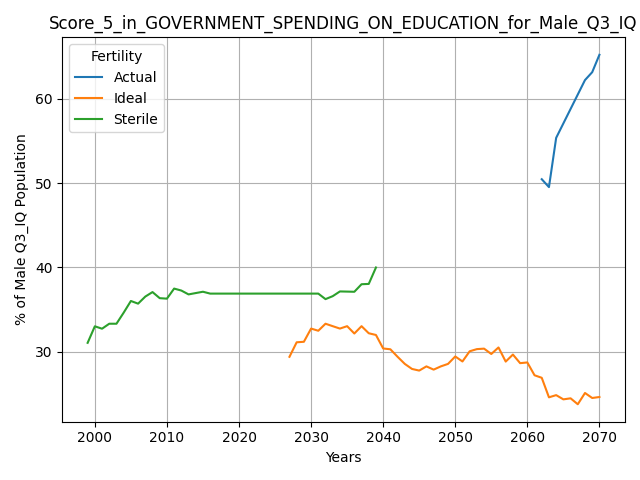 Score_5_in_GOVERNMENT_SPENDING_ON_EDUCATION_for_Male_Q3_IQ
Fertility
Actual
Ideal
Sterile
% of Male Q3_IQ Population
60
50
40
30
2000 2010 2020 2030 2040 2050 2060 2070
Years